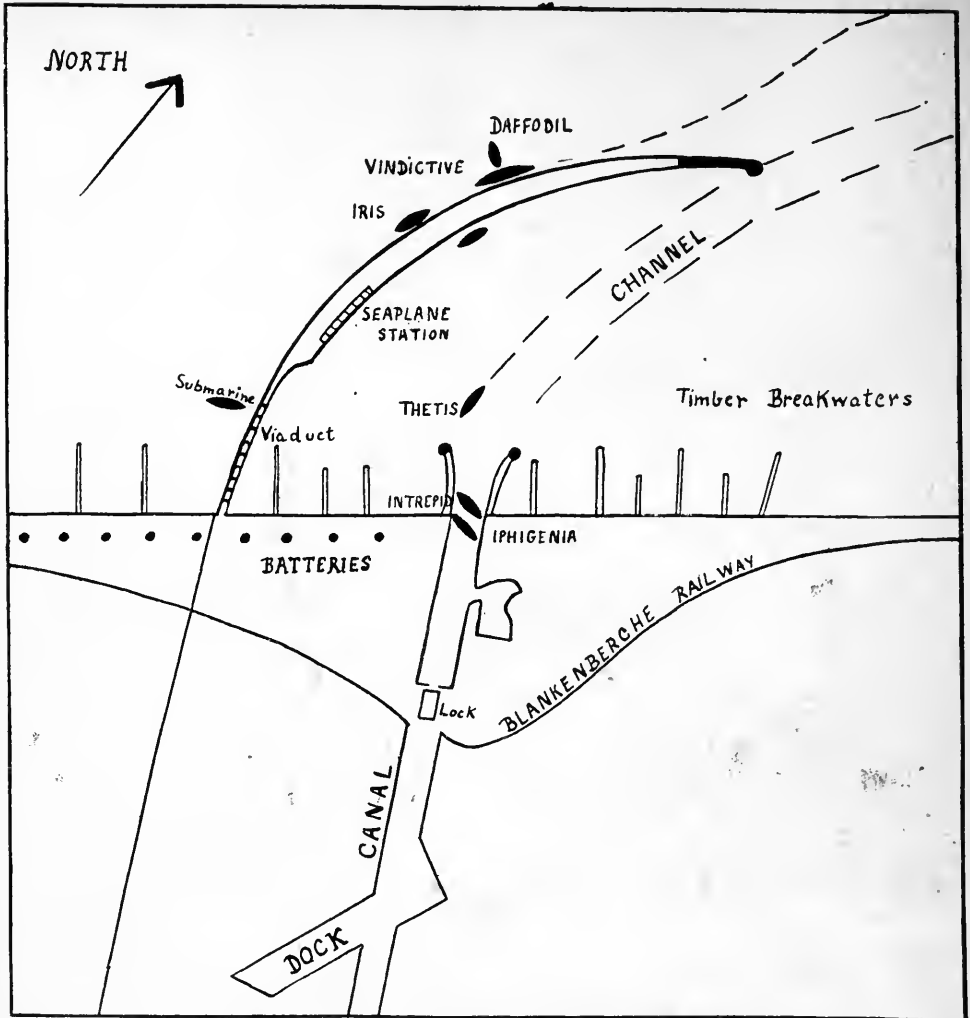 NORTH
DAFFODIL
VINDICTIVE
IRIS
CHANNEL
SEAPLANE
STATION
Submarine
THETIS
Timber Breakwaters
Viaduct
INTREPID
IPHIGENIA
BATTERIES
BLANKENBERCHE RAILWAY
Lock
CANAL
DOCK